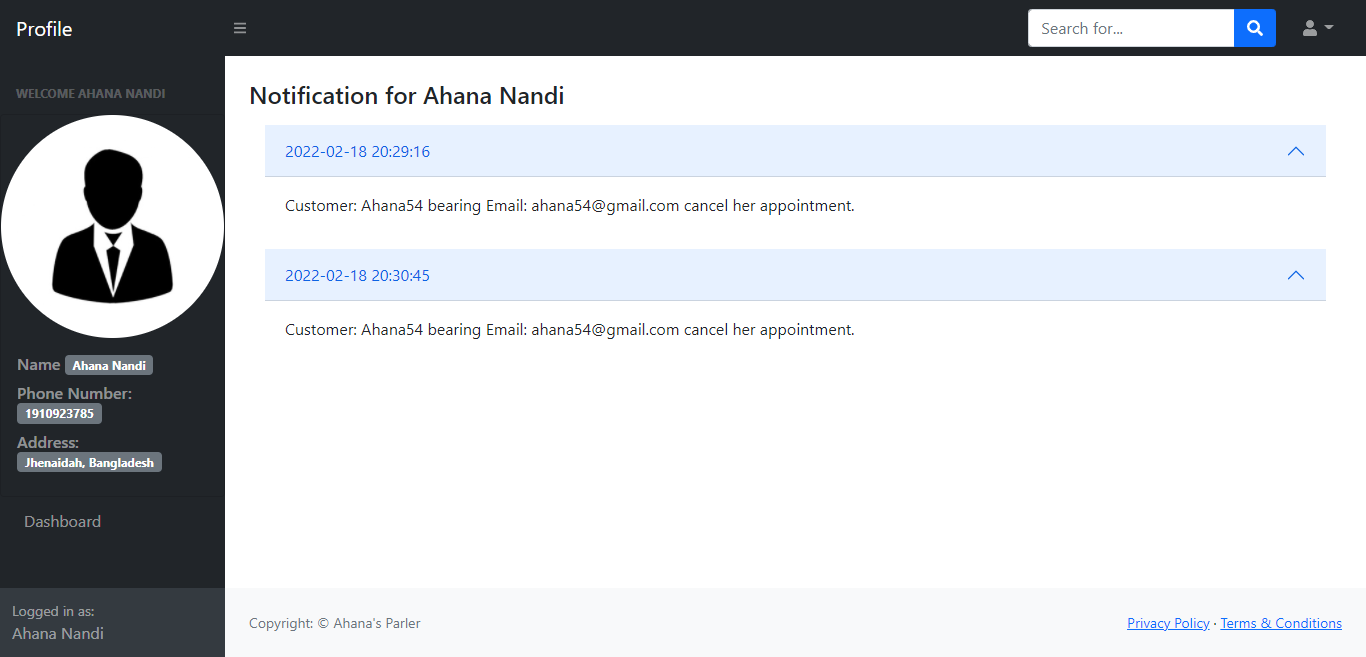 Profile
Search for...
WELCOME AHANA NANDI
Name Ahana Nandi
Phone Number:
1910923785
Address:
Jhenaidah, Bangladesh
Dashboard
Logged in as:
Ahana Nandi
Notification for Ahana Nandi
2022-02-18 20:29:16
Customer: Ahana54 bearing Email: ahana54@gmail.com cancel her appointment.
2022-02-18 20:30:45
Customer: Ahana54 bearing Email: ahana54@gmail.com cancel her appointment.
Copyright: © Ahana's Parler
Privacy Policy · Terms & Conditions